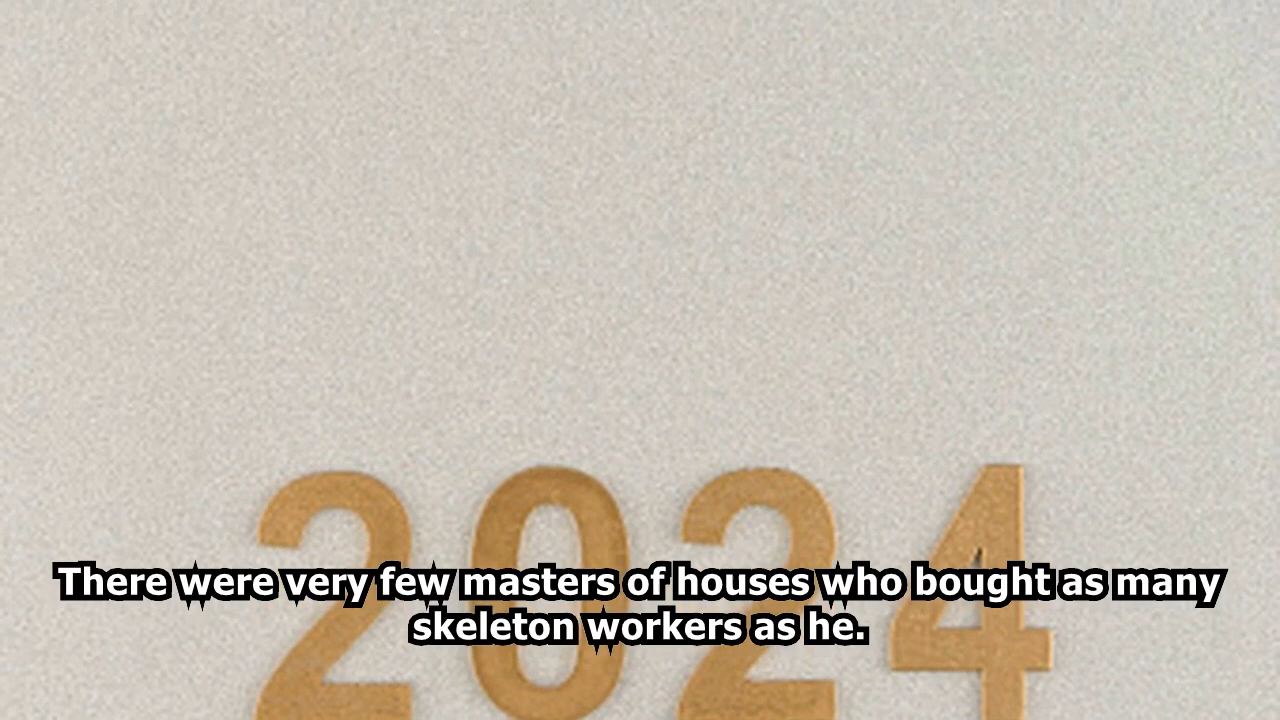 2024
There were very few masters of houses who bought as many
skeleton workers as he.